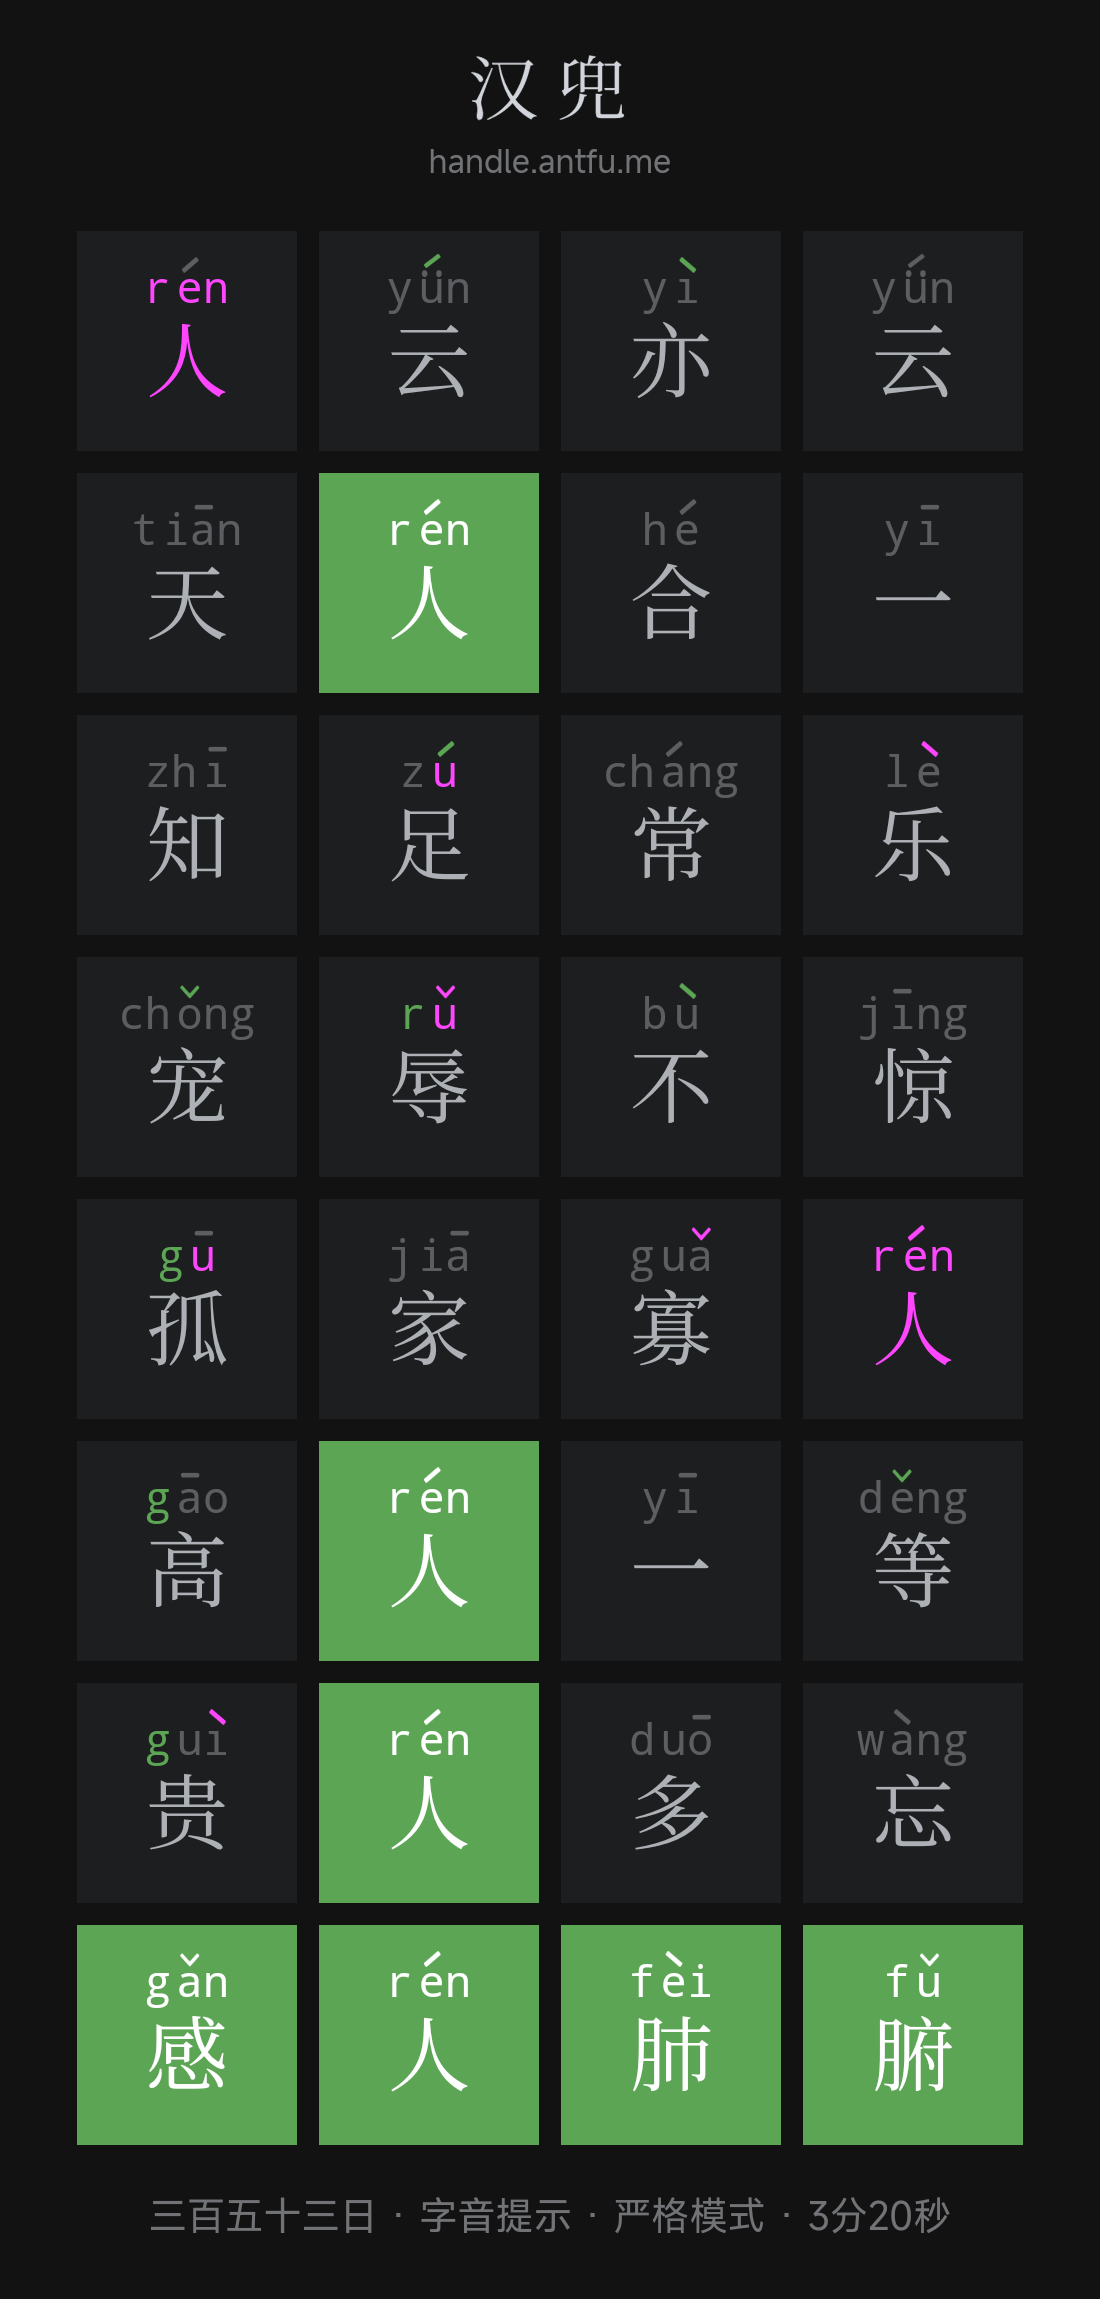 汉兜
handle.antfu.me
rén yǘn yì yǘn
人 云 亦 云
tiān rén hé yī
天 人 合 一
zhī zú cháng lè
知 足 常 乐
chǒng rǔ bù jīng
宠 辱 不 惊
gū jiā guǎ rén
孤 家 寡 人
gāo rén yī děng
高 人 一 等
guì rén duō wàng
贵 人 多 忘
gǎn rén fèi fǔ
感 人 肺 腑
三百五十三日 · 字音提示 · 严格模式 · 3分20秒